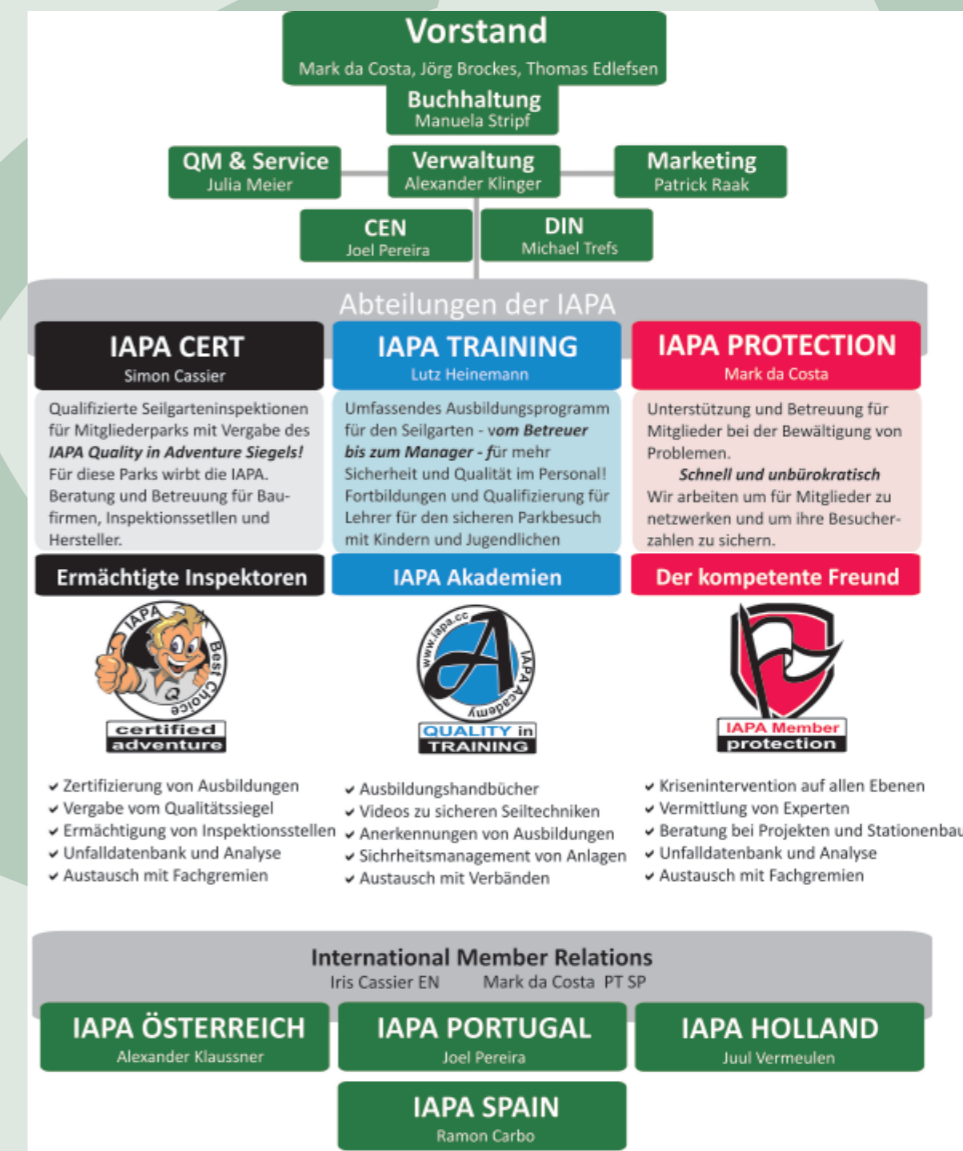 Vorstand
Mark da Costa, Jörg Brockes, Thomas Edlefsen
Buchhaltung
Manuela Stripf
QM & Service
Julia Meier
Verwaltung
Alexander Klinger
Marketing
Patrick Raak
CEN
Joel Pereira
DIN
Michael Trefs
Abteilungen der IAPA
IAPA CERT
Simon Cassier
Qualifizierte Seilgarteninspektionen
für Mitgliederparks mit Vergabe des
IAPA Quality in Adventure Siegels!
Für diese Parks wirbt die IAPA.
Beratung und Betreuung für Bau-
firmen, Inspektionssetllen und
Hersteller.
Ermächtigte Inspektoren
IAPA
Best Choice
Q
certified
adventure
✔ Zertifizierung von Ausbildungen
✔ Vergabe vom Qualitätssiegel
✔ Ermächtigung von Inspektionsstellen
✔ Unfalldatenbank und Analyse
✔ Austausch mit Fachgremien
IAPA TRAINING
Lutz Heinemann
Umfassendes Ausbildungsprogramm
für den Seilgarten - vom Betreuer
bis zum Manager - für mehr
Sicherheit und Qualität im Personal!
Fortbildungen und Qualifizierung für
Lehrer für den sicheren Parkbesuch
mit Kindern und Jugendlichen
IAPA Akademien
www.iapa.cc
IAPA Academy
A
QUALITY in
TRAINING
✔ Ausbildungshandbücher
✔ Videos zu sicheren Seiltechniken
✔ Anerkennungen von Ausbildungen
✔ Sichrheitsmanagement von Anlagen
✔ Austausch mit Verbänden
IAPA PROTECTION
Mark da Costa
Unterstützung und Betreuung für
Mitglieder bei der Bewältigung von
Problemen.
Schnell und unbürokratisch
Wir arbeiten um für Mitglieder zu
netzwerken und um ihre Besucher-
zahlen zu sichern.
Der kompetente Freund
IAPA Member
protection
✔ Krisenintervention auf allen Ebenen
✔ Vermittlung von Experten
✔ Beratung bei Projekten und Stationenbau
✔ Unfalldatenbank und Analyse
✔ Austausch mit Fachgremien
International Member Relations
Iris Cassier EN Mark da Costa PT SP
IAPA ÖSTERREICH
Alexander Klaussner
IAPA PORTUGAL
Joel Pereira
IAPA HOLLAND
Juul Vermeulen
IAPA SPAIN
Ramon Carbo